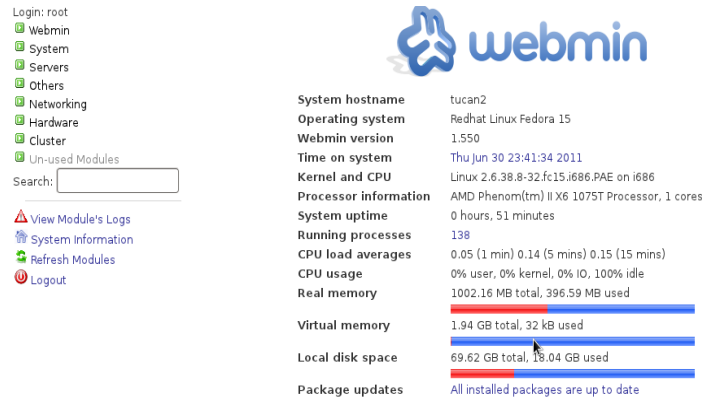 Login: root
Webmin
System
Servers
Others
Networking
Hardware
Cluster
Un-used Modules
Search:
View Module's Logs
System Information
Refresh Modules
Logout
webmin
System hostname tucan2
Operating system Redhat Linux Fedora 15
Webmin version 1.550
Time on system Thu Jun 30 23:41:34 2011
Kernel and CPU Linux 2.6.38.8-32.fc15.i686.PAE on i686
Processor information AMD Phenom(tm) II X6 1075T Processor, 1 cores
System uptime 0 hours, 51 minutes
Running processes 138
CPU load averages 0.05 (1 min) 0.14 (5 mins) 0.15 (15 mins)
CPU usage 0% user, 0% kernel, 0% IO, 100% idle
Real memory 1002.16 MB total, 396.59 MB used
Virtual memory 1.94 GB total, 32 kB used
Local disk space 69.62 GB total, 18.04 GB used
Package updates All installed packages are up to date